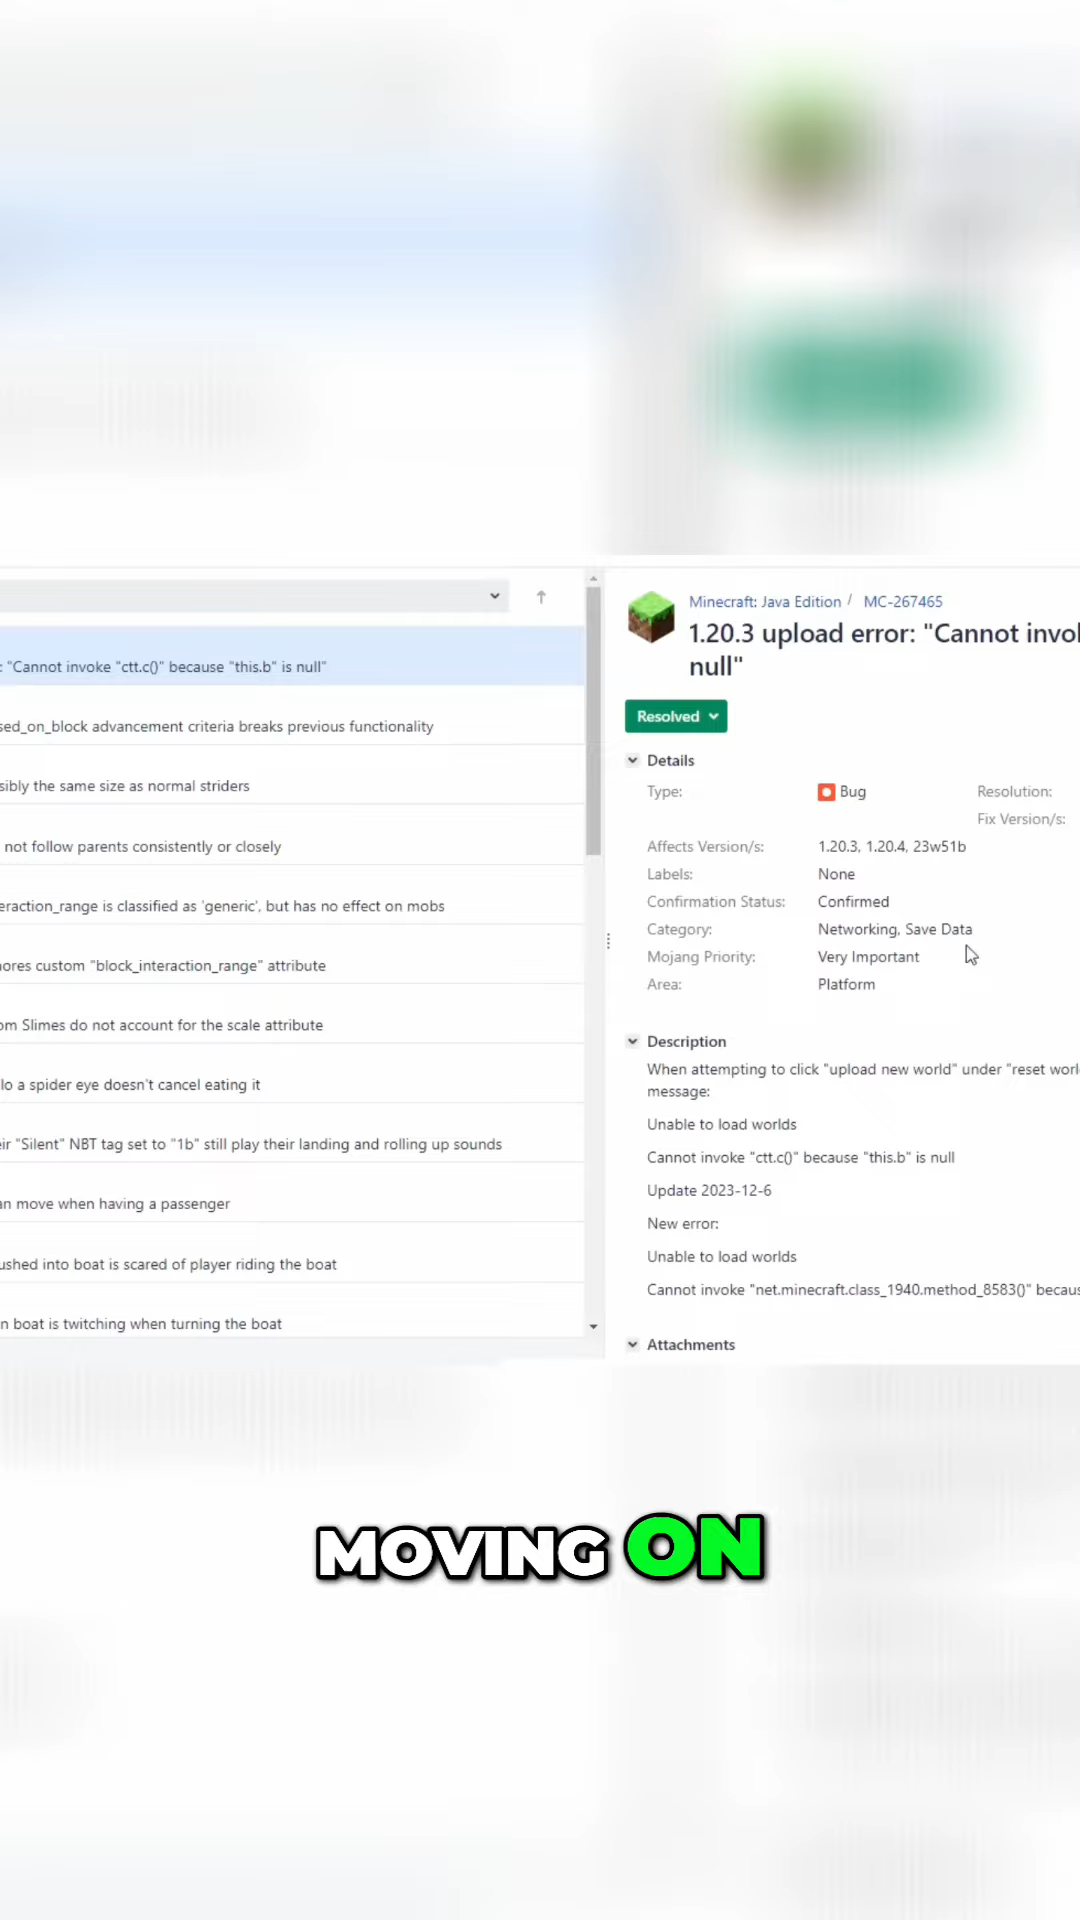 : "Cannot invoke "ctt.c()" because "this.b" is null"
sed_on_block advancement criteria breaks previous functionality
sibly the same size as normal striders
not follow parents consistently or closely
eraction_range is classified as 'generic', but has no effect on mobs
nores custom "block_interaction_range" attribute
om Slimes do not account for the scale attribute
lo a spider eye doesn't cancel eating it
eir "Silent" NBT tag set to "1b" still play their landing and rolling up sounds
an move when having a passenger
ushed into boat is scared of player riding the boat
n boat is twitching when turning the boat
Minecraft: Java Edition / MC-267465
1.20.3 upload error: "Cannot invok
null"
Resolved
Details
Type: Bug Resolution:
Fix Version/s:
Affects Version/s: 1.20.3, 1.20.4, 23w51b
Labels: None
Confirmation Status: Confirmed
Category: Networking, Save Data
Mojang Priority: Very Important
Area: Platform
Description
When attempting to click "upload new world" under "reset worl
message:
Unable to load worlds
Cannot invoke "ctt.c()" because "this.b" is null
Update 2023-12-6
New error:
Unable to load worlds
Cannot invoke "net.minecraft.class_1940.method_8583()" becaus
Attachments
MOVING ON